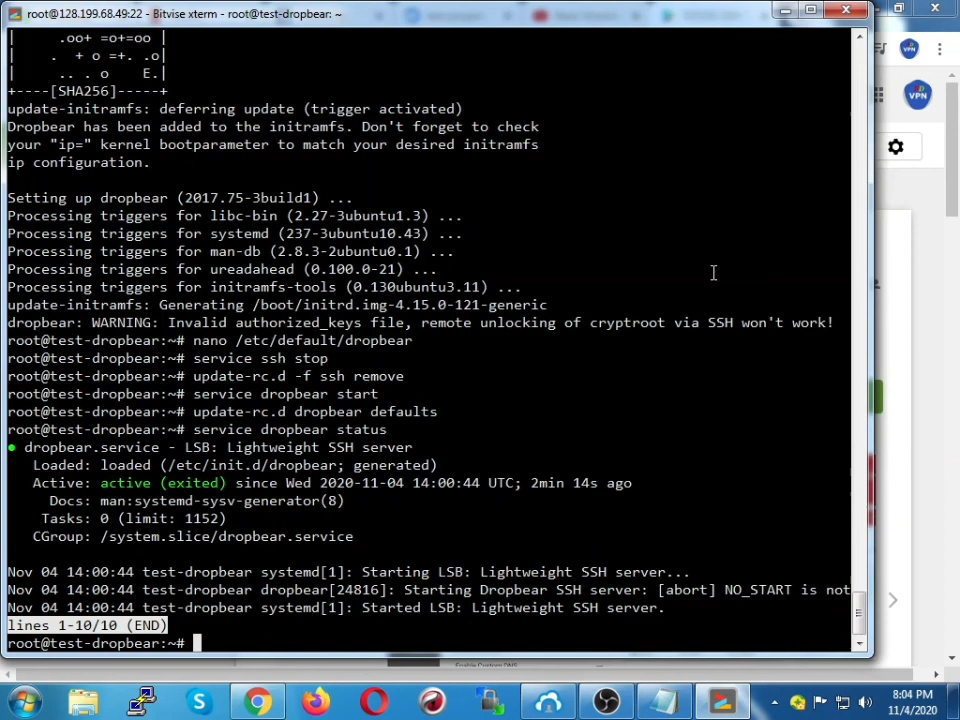 root@128.199.68.49:22 - Bitvise xterm - root@test-dropbear: ~
|      .oo+ =o+=oo |
|     .  + o =+. .o|
|      .. . o    E.|
+----[SHA256]-----+
update-initramfs: deferring update (trigger activated)
Dropbear has been added to the initramfs. Don't forget to check
your "ip=" kernel bootparameter to match your desired initramfs
ip configuration.
Setting up dropbear (2017.75-3build1) ...
Processing triggers for libc-bin (2.27-3ubuntu1.3) ...
Processing triggers for systemd (237-3ubuntu10.43) ...
Processing triggers for man-db (2.8.3-2ubuntu0.1) ...
Processing triggers for ureadahead (0.100.0-21) ...
Processing triggers for initramfs-tools (0.130ubuntu3.11) ...
update-initramfs: Generating /boot/initrd.img-4.15.0-121-generic
dropbear: WARNING: Invalid authorized_keys file, remote unlocking of cryptroot via SSH won't work!
root@test-dropbear:~# nano /etc/default/dropbear
root@test-dropbear:~# service ssh stop
root@test-dropbear:~# update-rc.d -f ssh remove
root@test-dropbear:~# service dropbear start
root@test-dropbear:~# update-rc.d dropbear defaults
root@test-dropbear:~# service dropbear status
● dropbear.service - LSB: Lightweight SSH server
Loaded: loaded (/etc/init.d/dropbear; generated)
Active: active (exited) since Wed 2020-11-04 14:00:44 UTC; 2min 14s ago
Docs: man:systemd-sysv-generator(8)
Tasks: 0 (limit: 1152)
CGroup: /system.slice/dropbear.service
Nov 04 14:00:44 test-dropbear systemd[1]: Starting LSB: Lightweight SSH server...
Nov 04 14:00:44 test-dropbear dropbear[24816]: Starting Dropbear SSH server: [abort] NO_START is not
Nov 04 14:00:44 test-dropbear systemd[1]: Started LSB: Lightweight SSH server.
lines 1-10/10 (END)
root@test-dropbear:~#
VPN
VPN
8:04 PM
11/4/2020